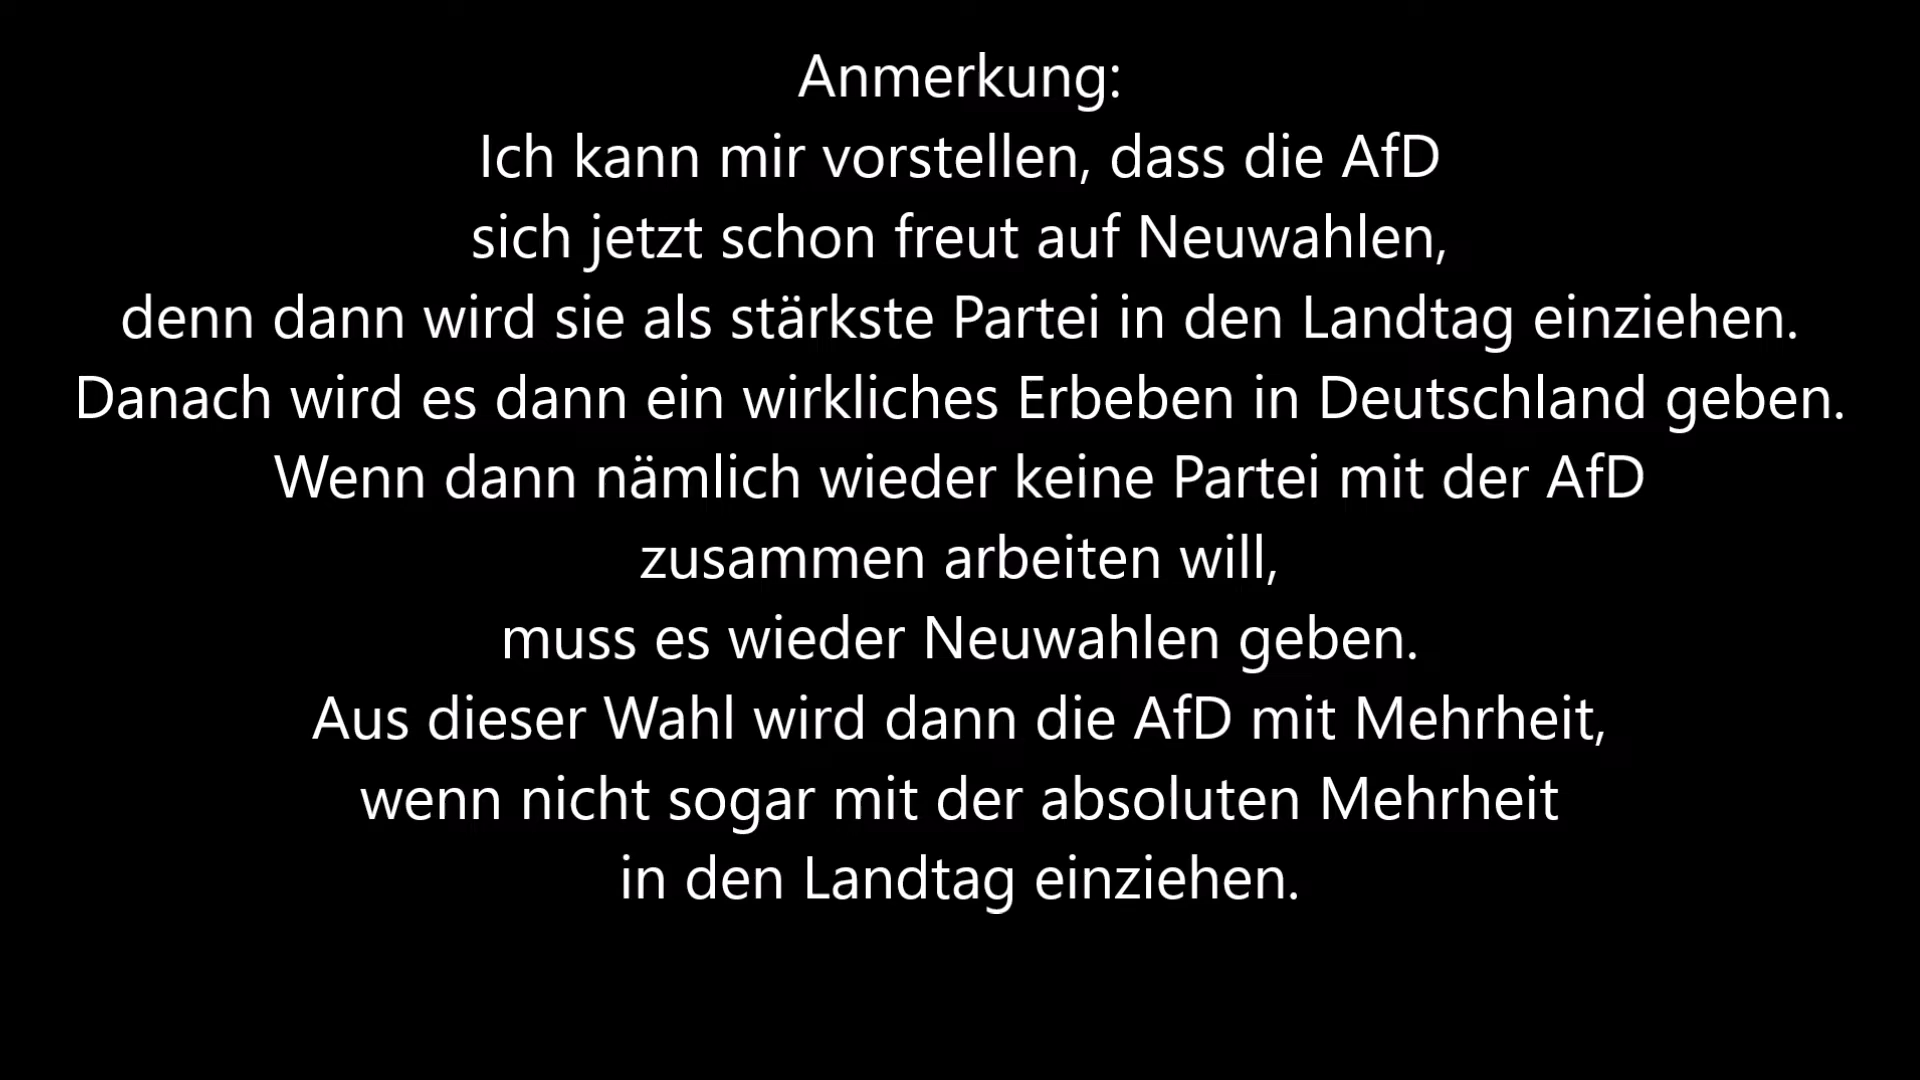 Anmerkung:
Ich kann mir vorstellen, dass die AfD
sich jetzt schon freut auf Neuwahlen,
denn dann wird sie als stärkste Partei in den Landtag einziehen.
Danach wird es dann ein wirkliches Erbeben in Deutschland geben.
Wenn dann nämlich wieder keine Partei mit der AfD
zusammen arbeiten will,
muss es wieder Neuwahlen geben.
Aus dieser Wahl wird dann die AfD mit Mehrheit,
wenn nicht sogar mit der absoluten Mehrheit
in den Landtag einziehen.